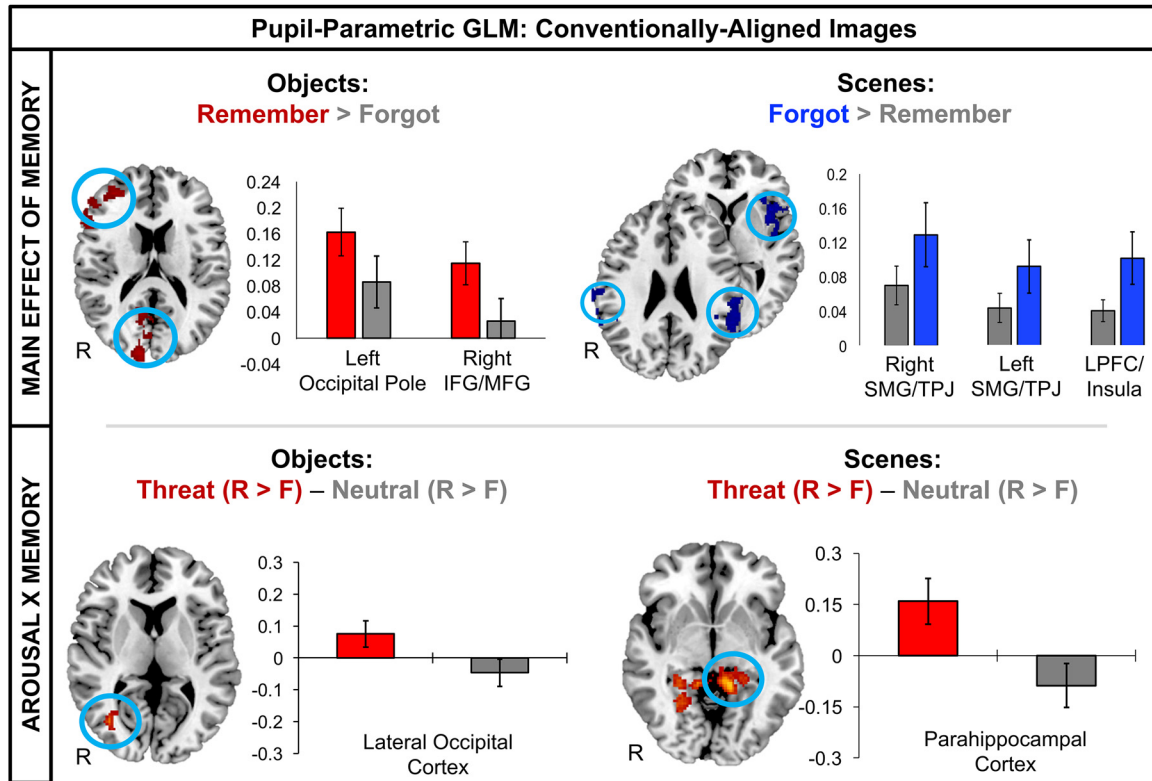 Pupil-Parametric GLM: Conventionally-Aligned Images
MAIN EFFECT OF MEMORY
Objects:
Remember > Forgot
R
0.24
0.2
0.16
0.12
0.08
0.04
0
-0.04
Left
Occipital Pole
Right
IFG/MFG
Scenes:
Forgot > Remember
R
0.2
0.16
0.12
0.08
0.04
0
Right
SMG/TPJ
Left
SMG/TPJ
LPFC/
Insula
AROUSAL X MEMORY
Objects:
Threat (R > F) – Neutral (R > F)
R
0.3
0.2
0.1
0
-0.1
-0.2
-0.3
Lateral Occipital
Cortex
Scenes:
Threat (R > F) – Neutral (R > F)
R
0.3
0.15
0
-0.15
-0.3
Parahippocampal
Cortex